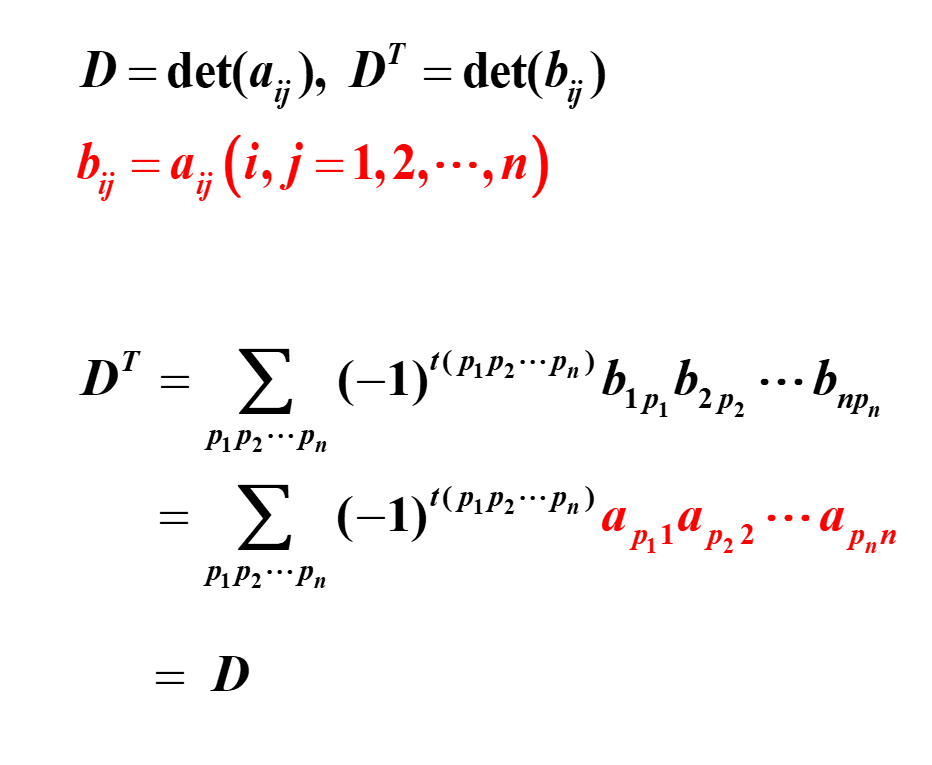 D = det(a_{ij}), D^T = det(b_{ij})
b_{ij} = a_{ij} (i, j = 1, 2, ⋯, n)
D^T = ∑_{p_1 p_2 ⋯ p_n} (−1)^{t(p_1 p_2 ⋯ p_n)} b_{1p_1} b_{2p_2} ⋯ b_{np_n}
= ∑_{p_1 p_2 ⋯ p_n} (−1)^{t(p_1 p_2 ⋯ p_n)} a_{p_1 1} a_{p_2 2} ⋯ a_{p_n n}
= D